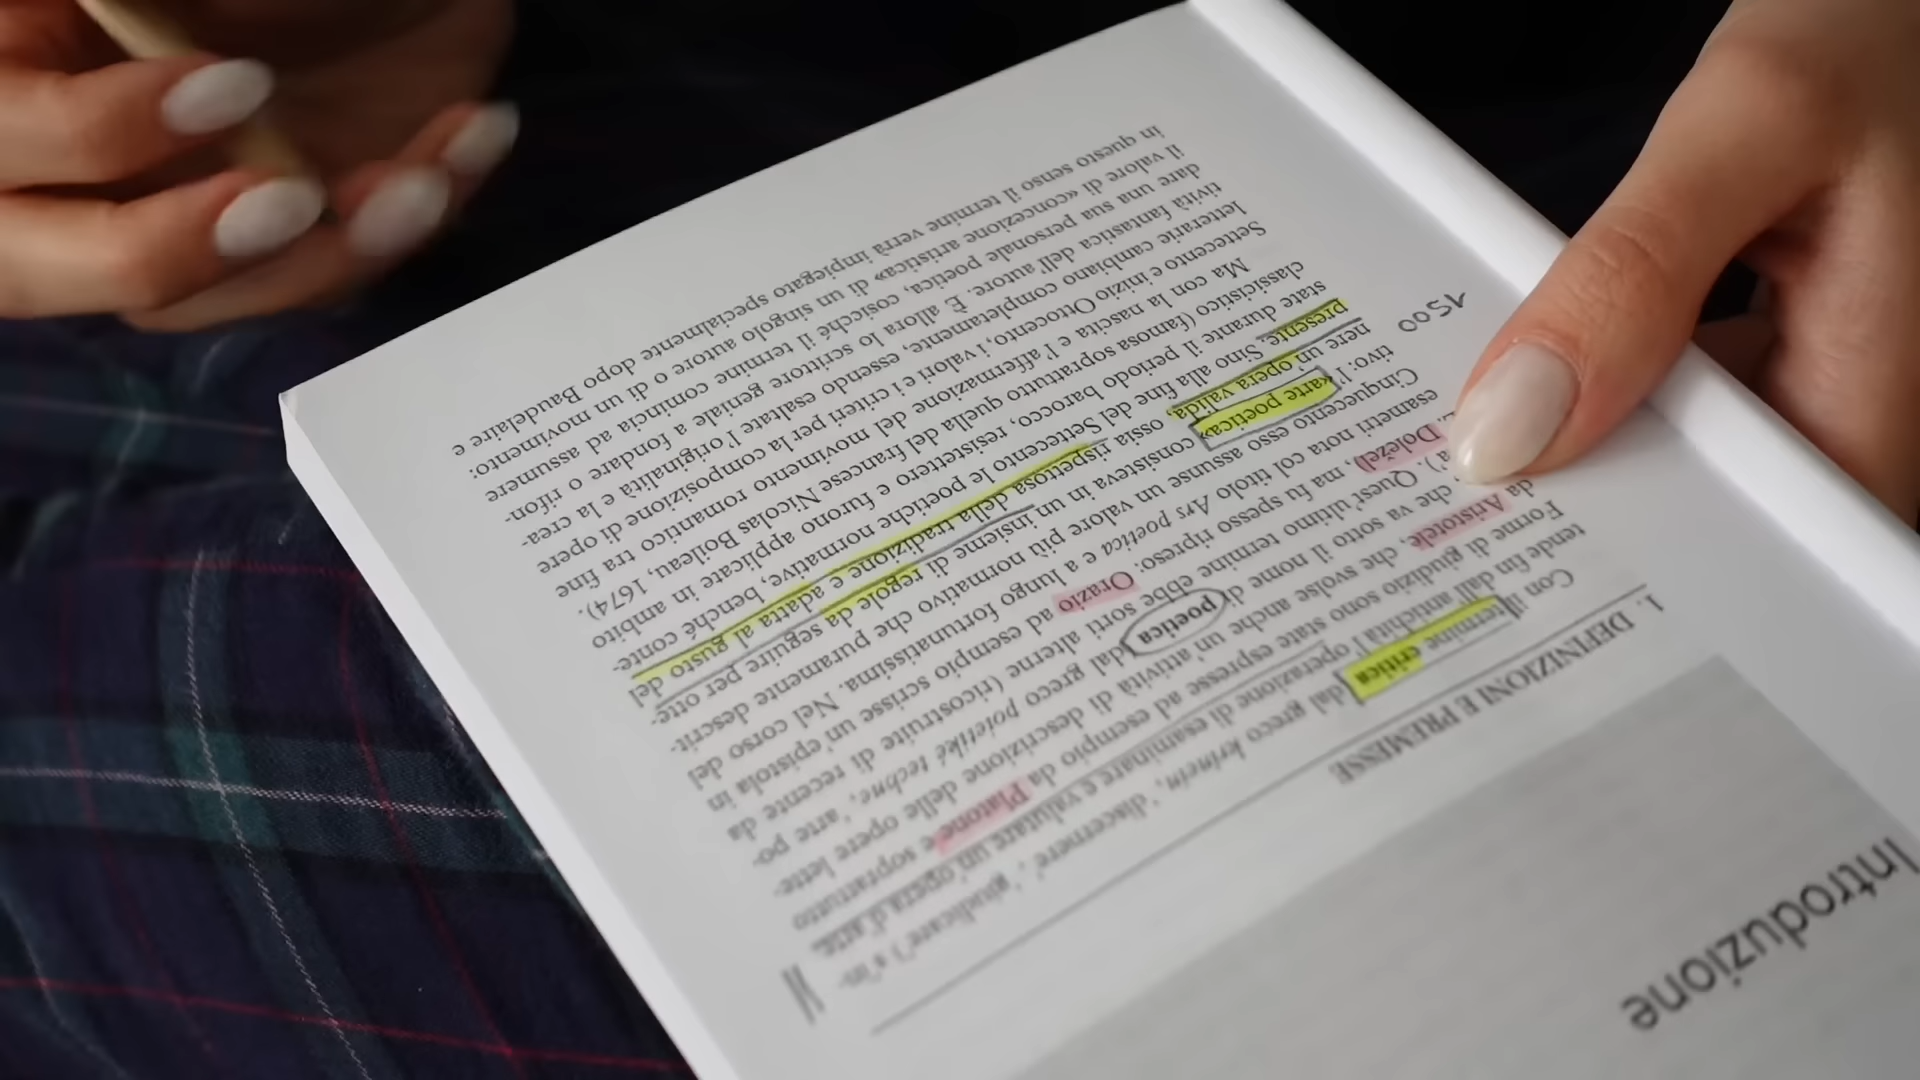 Introduzione
1. DEFINIZIONI E PREMESSE
Con il termine critica (dal greco krinein, 'discernere', 'giudicare') s'in-
tende fin dall'antichità l'operazione di esaminare e valutare un'opera d'arte.
Forme di giudizio sono state espresse ad esempio da Platone e soprattutto
da Aristotele, che, svolse anche un'attività di descrizione delle opere lette-
che va sotto il nome di poetica (dal greco poietiké techne, 'arte po-
Quest'ultimo termine ebbe sorti alterne (ricostruite di recente da
Doležel), ma fu spesso ripreso: Orazio ad esempio scrisse un'epistola in
esametri nota col titolo Ars poetica e a lungo fortunatissima. Nel corso del
Cinquecento esso assunse un valore più normativo che puramente descrit-
1500
tivo: l'«arte poetica» consisteva in un insieme di regole da seguire per otte-
nere un'opera valida, ossia rispettosa della tradizione e adatta al gusto del
presente. Sino alla fine del Settecento le poetiche normative, benché conte-
state durante il periodo barocco, resistettero e furono applicate in ambito
classicistico (famosa soprattutto quella del francese Nicolas Boileau, 1674).
Ma con la nascita e l'affermazione del movimento romantico tra fine
Settecento e inizio Ottocento, i valori e i criteri per la composizione di opere
letterarie cambiano completamente, essendo esaltate l'originalità e la crea-
tività fantastica dell'autore. È allora lo scrittore geniale a fondare o rifon-
dare una sua personale poetica, cosicché il termine comincia ad assumere
il valore di «concezione artistica» di un singolo autore o di un movimento:
in questo senso il termine verrà impiegato specialmente dopo Baudelaire e